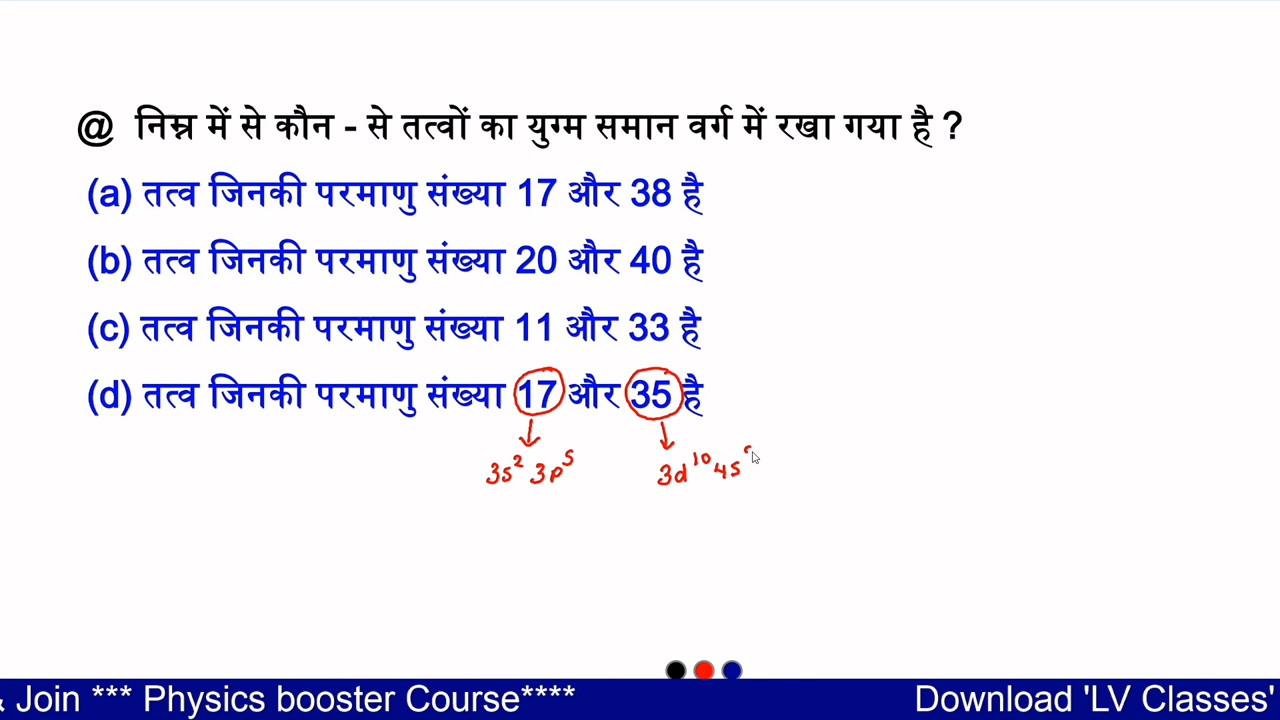 @ निम्न में से कौन - से तत्वों का युग्म समान वर्ग में रखा गया है ?
(a) तत्व जिनकी परमाणु संख्या 17 और 38 है
(b) तत्व जिनकी परमाणु संख्या 20 और 40 है
(c) तत्व जिनकी परमाणु संख्या 11 और 33 है
(d) तत्व जिनकी परमाणु संख्या 17 और 35 है
3s² 3p⁵ 3d¹⁰ 4s
& Join *** Physics booster Course**** Download 'LV Classes'